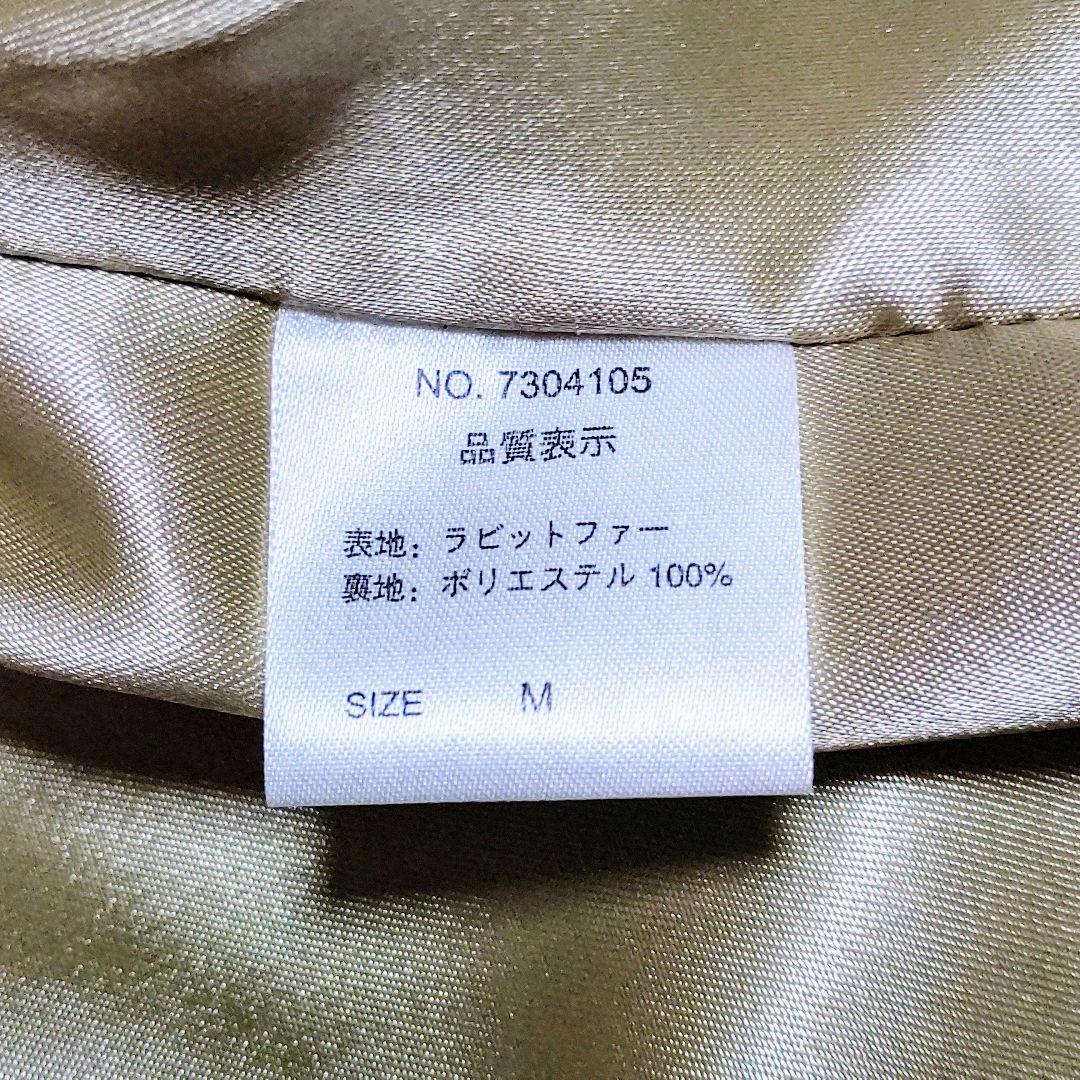 NO. 7304105
品質表示
表地: ラビットファー
裏地: ポリエステル 100%
SIZE M